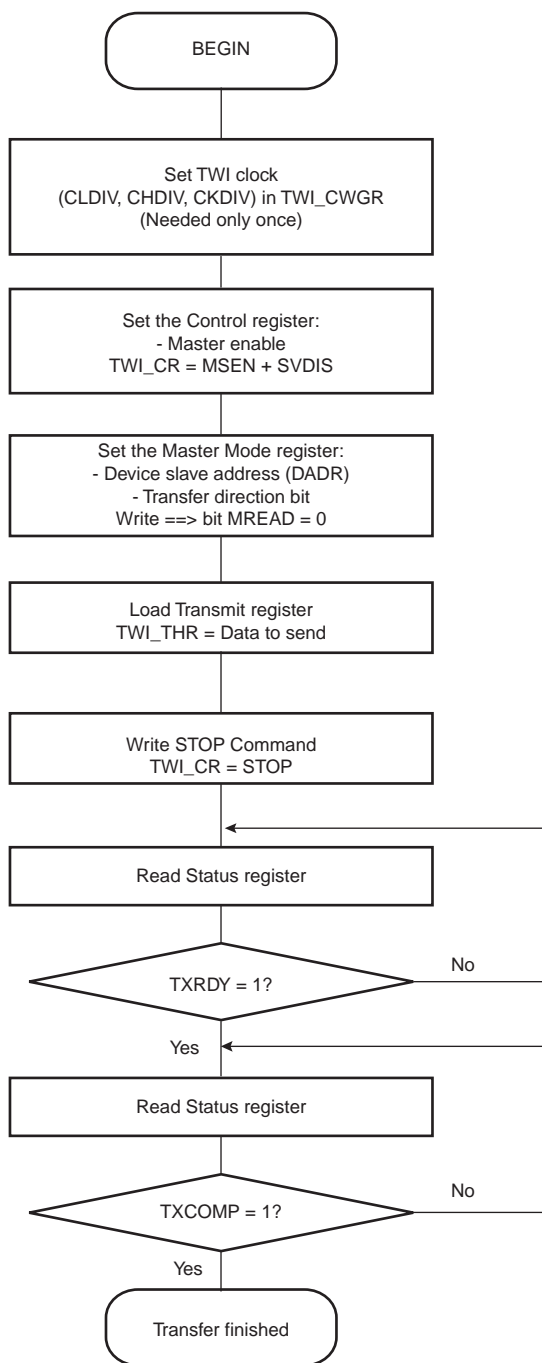 BEGIN
Set TWI clock
(CLDIV, CHDIV, CKDIV) in TWI_CWGR
(Needed only once)
Set the Control register:
- Master enable
TWI_CR = MSEN + SVDIS
Set the Master Mode register:
- Device slave address (DADR)
- Transfer direction bit
Write ==> bit MREAD = 0
Load Transmit register
TWI_THR = Data to send
Write STOP Command
TWI_CR = STOP
Read Status register
TXRDY = 1?
No
Yes
Read Status register
TXCOMP = 1?
No
Yes
Transfer finished